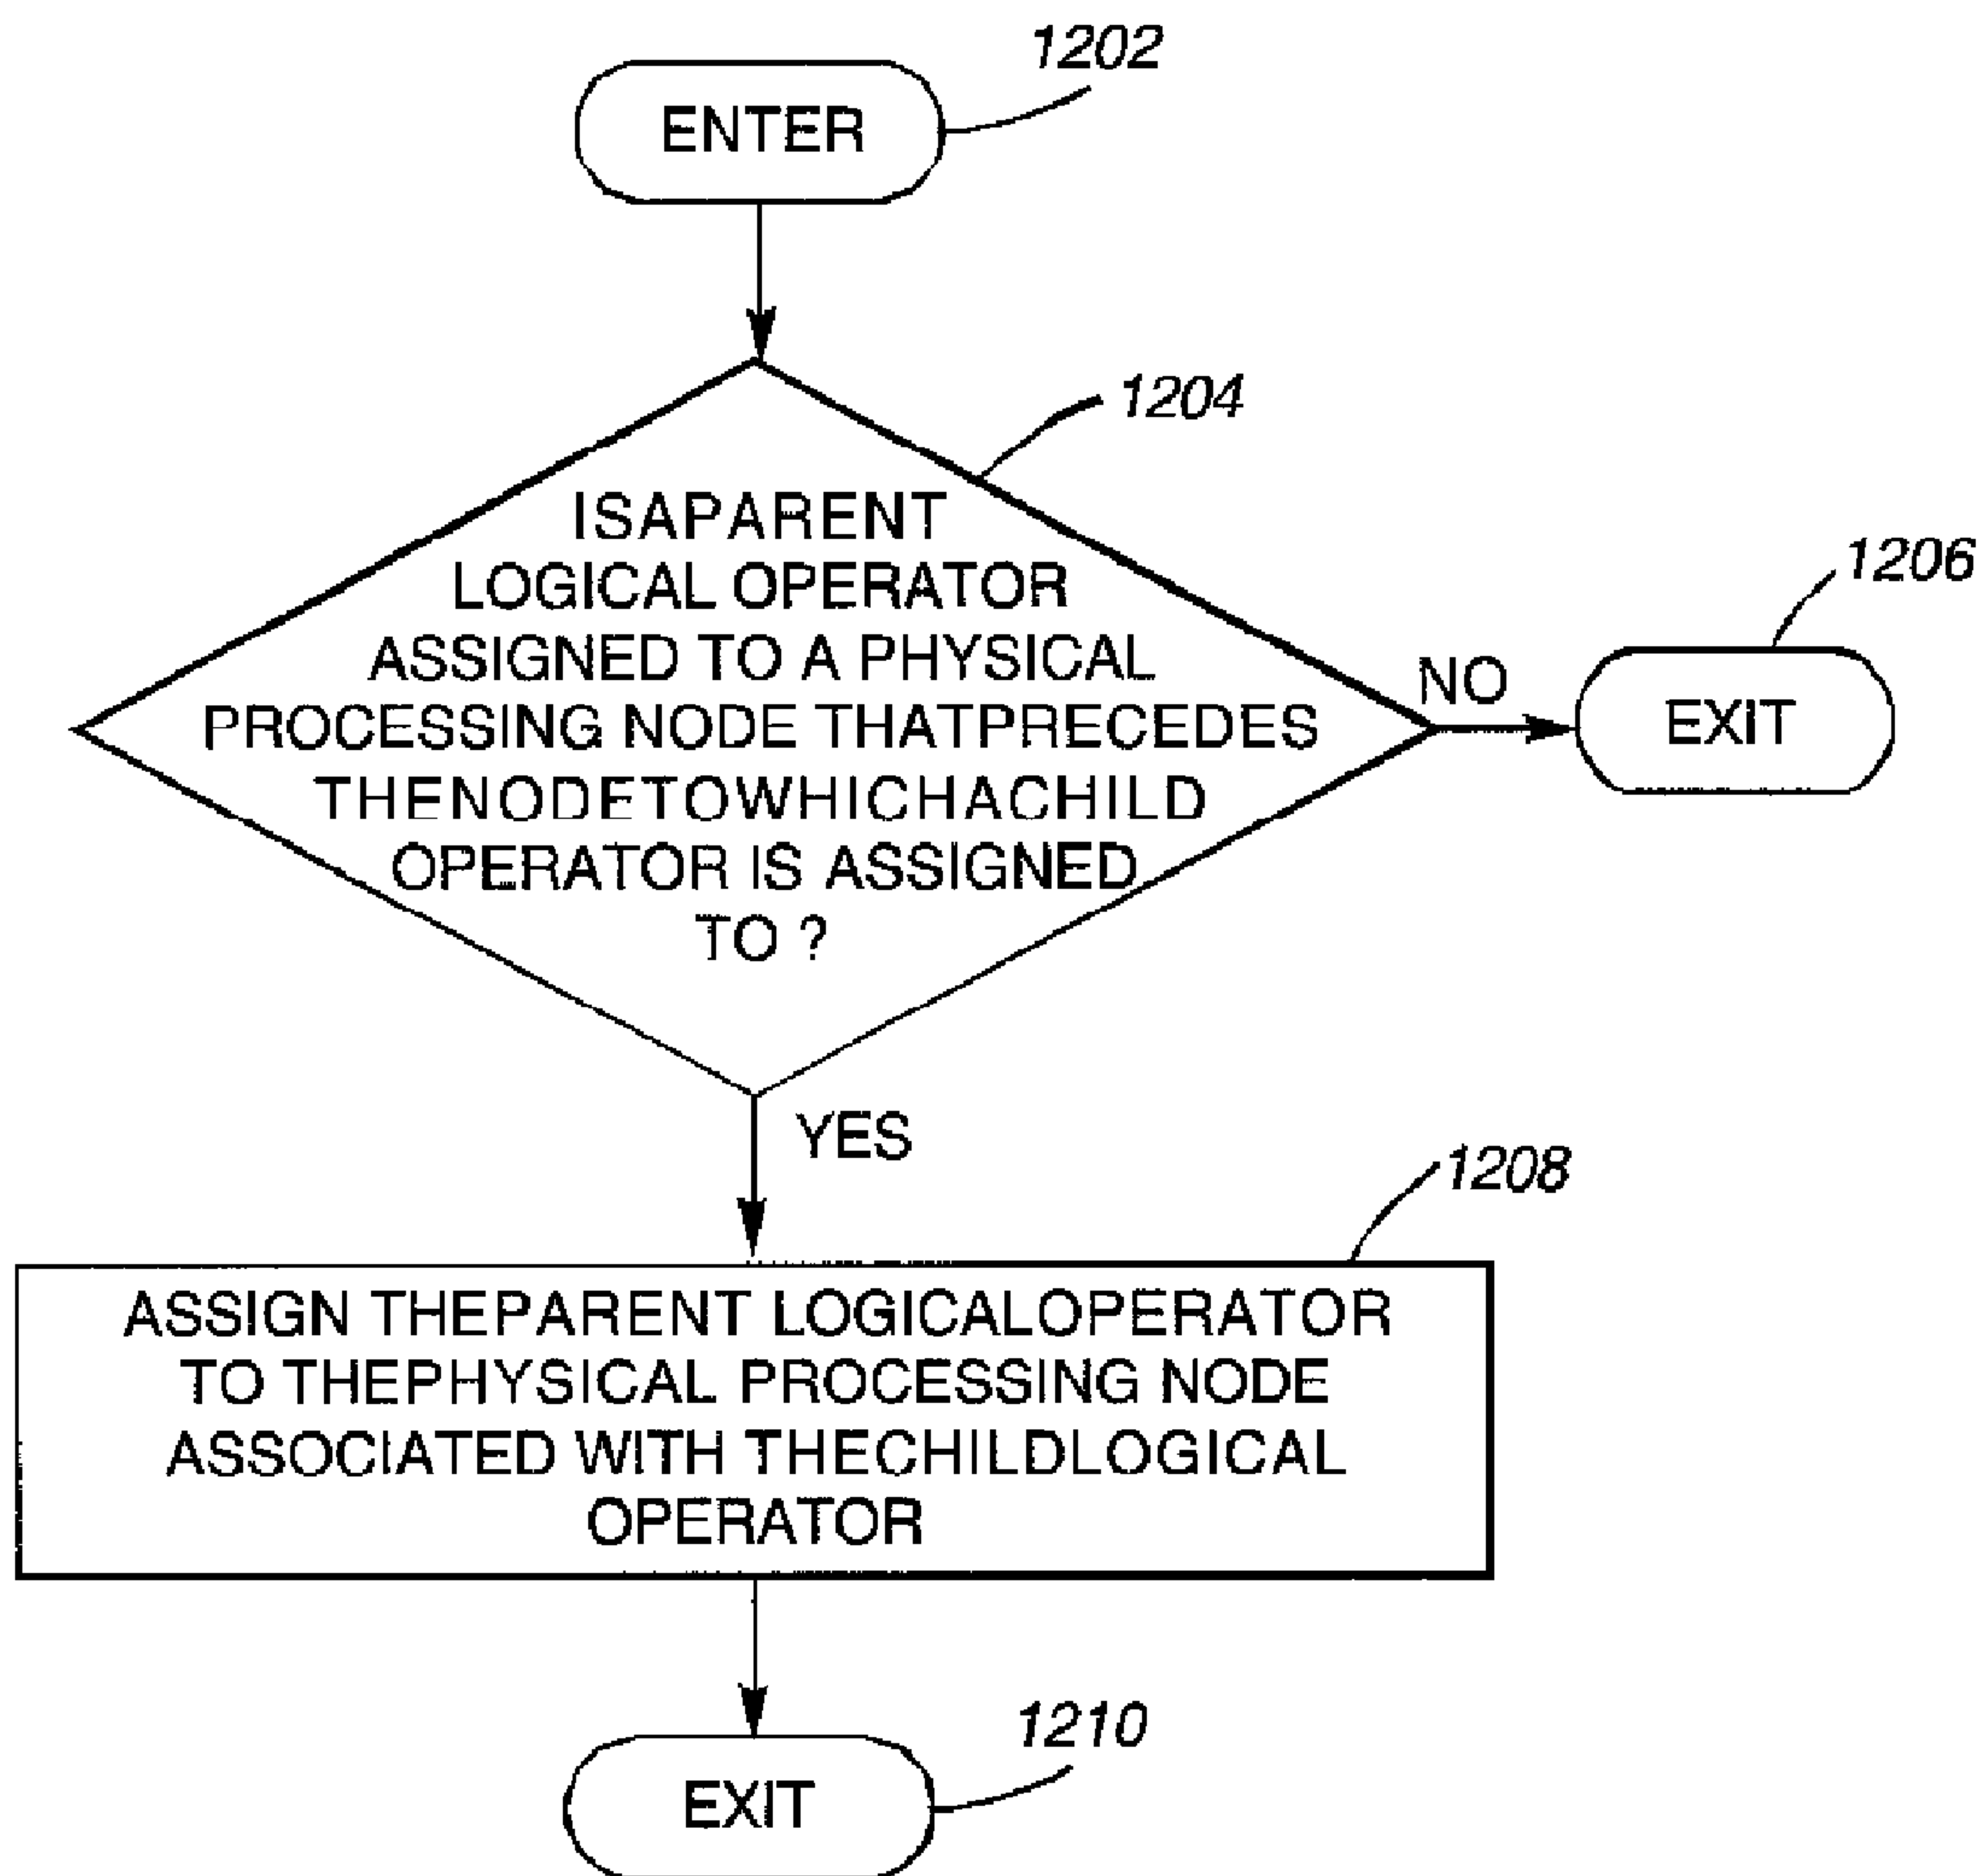 1202
ENTER
1204
ISAPARENT
LOGICAL OPERATOR
ASSIGNED TO A PHYSICAL
PROCESSING NODE THATPRECEDES
THENODETOWHICHACHILD
OPERATOR IS ASSIGNED
TO ?
NO
1206
EXIT
YES
1208
ASSIGN THEPARENT LOGICALOPERATOR
TO THEPHYSICAL PROCESSING NODE
ASSOCIATED WITH THECHILDLOGICAL
OPERATOR
1210
EXIT